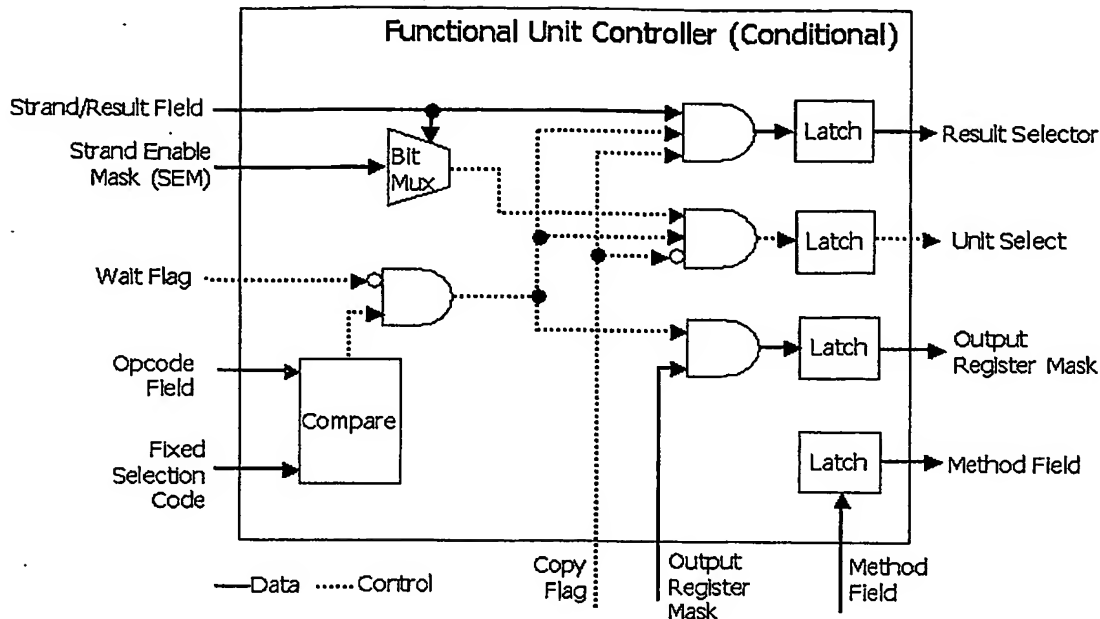 Functional Unit Controller (Conditional)
Strand/Result Field
Strand Enable
Mask (SEM)
Bit
Mux
Latch
Result Selector
Latch
Unit Select
Wait Flag
Opcode
Field
Compare
Fixed
Selection
Code
Latch
Output
Register Mask
Latch
Method Field
Data
Control
Copy
Flag
Output
Register
Mask
Method
Field